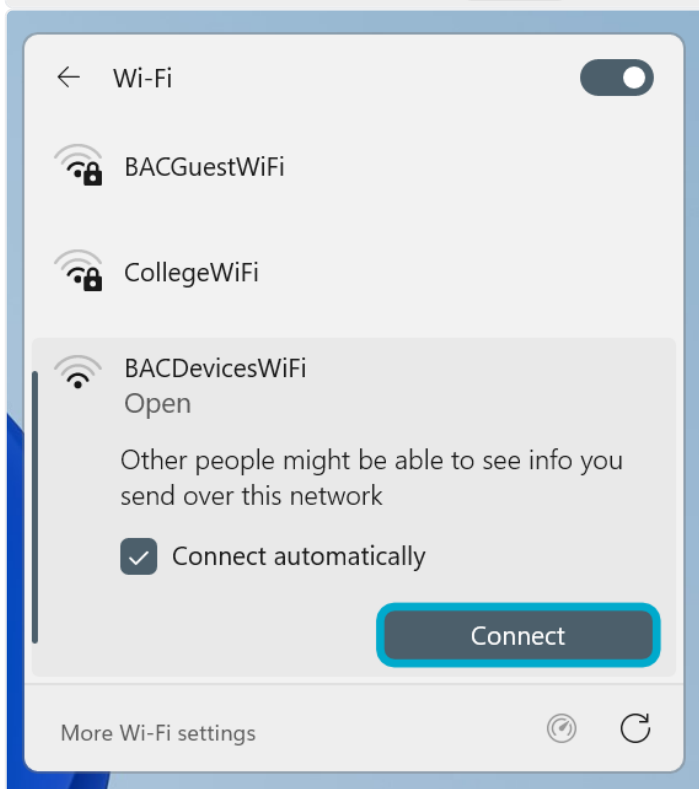 Wi-Fi
BACGuestWiFi
CollegeWiFi
BACDevicesWiFi
Open
Other people might be able to see info you
send over this network
Connect automatically
Connect
More Wi-Fi settings